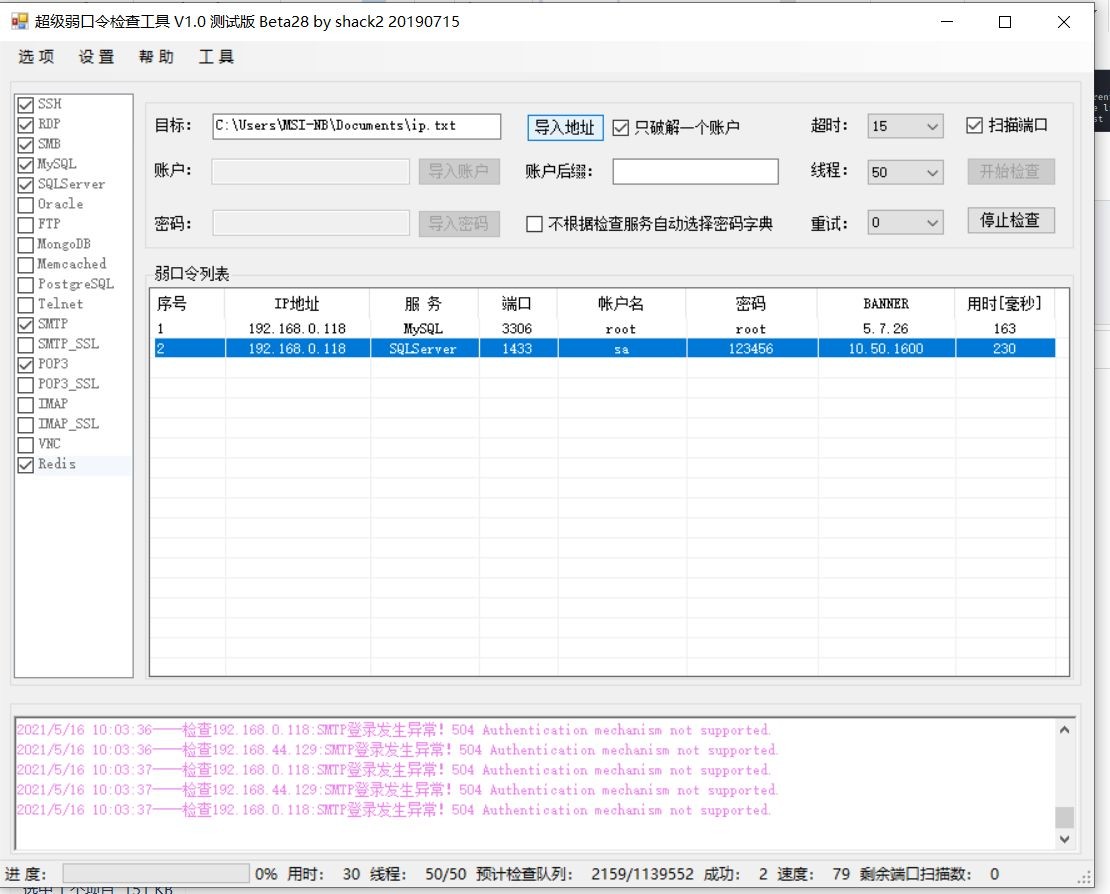 超级弱口令检查工具 V1.0 测试版 Beta28 by shack2 20190715
选项 设置 帮助 工具
SSH
RDP
SMB
MySQL
SQLServer
Oracle
FTP
MongoDB
Memcached
PostgreSQL
Telnet
SMTP
SMTP_SSL
POP3
POP3_SSL
IMAP
IMAP_SSL
VNC
Redis
目标: C:\Users\MSI-NB\Documents\ip.txt 导入地址 只破解一个账户 超时: 15 扫描端口
账户: 导入账户 账户后缀: 线程: 50 开始检查
密码: 导入密码 不根据检查服务自动选择密码字典 重试: 0 停止检查
弱口令列表
序号 IP地址 服 务 端口 帐户名 密码 BANNER 用时[毫秒]
1 192.168.0.118 MySQL 3306 root root 5.7.26 163
2 192.168.0.118 SQLServer 1433 sa 123456 10.50.1600 230
2021/5/16 10:03:36——检查192.168.0.118:SMTP登录发生异常! 504 Authentication mechanism not supported.
2021/5/16 10:03:36——检查192.168.44.129:SMTP登录发生异常! 504 Authentication mechanism not supported.
2021/5/16 10:03:37——检查192.168.0.118:SMTP登录发生异常! 504 Authentication mechanism not supported.
2021/5/16 10:03:37——检查192.168.44.129:SMTP登录发生异常! 504 Authentication mechanism not supported.
2021/5/16 10:03:37——检查192.168.0.118:SMTP登录发生异常! 504 Authentication mechanism not supported.
进 度: 0% 用时: 30 线程: 50/50 预计检查队列: 2159/1139552 成功: 2 速度: 79 剩余端口扫描数: 0
选中 1 个项目 151 KB